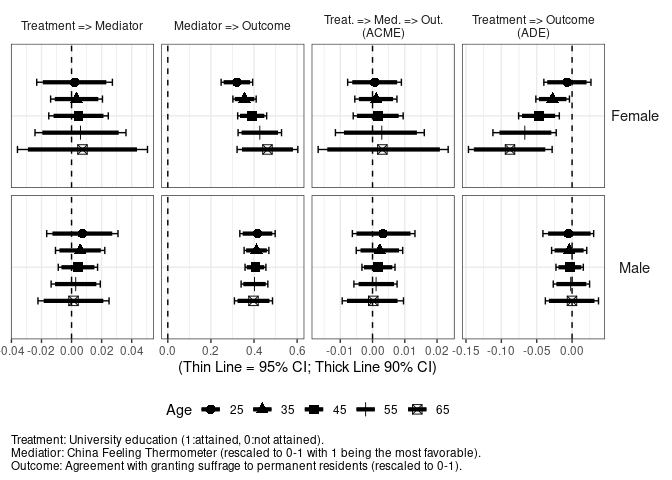 Treatment => Mediator
Mediator => Outcome
Treat. => Med. => Out.
(ACME)
Treatment => Outcome
(ADE)
Female
Male
-0.04 -0.02 0.00 0.02 0.04
0.0 0.2 0.4 0.6
-0.01 0.00 0.01 0.02
-0.15 -0.10 -0.05 0.00
(Thin Line = 95% CI; Thick Line 90% CI)
Age 25 35 45 55 65
Treatment: University education (1:attained, 0:not attained).
Mediatior: China Feeling Thermometer (rescaled to 0-1 with 1 being the most favorable).
Outcome: Agreement with granting suffrage to permanent residents (rescaled to 0-1).